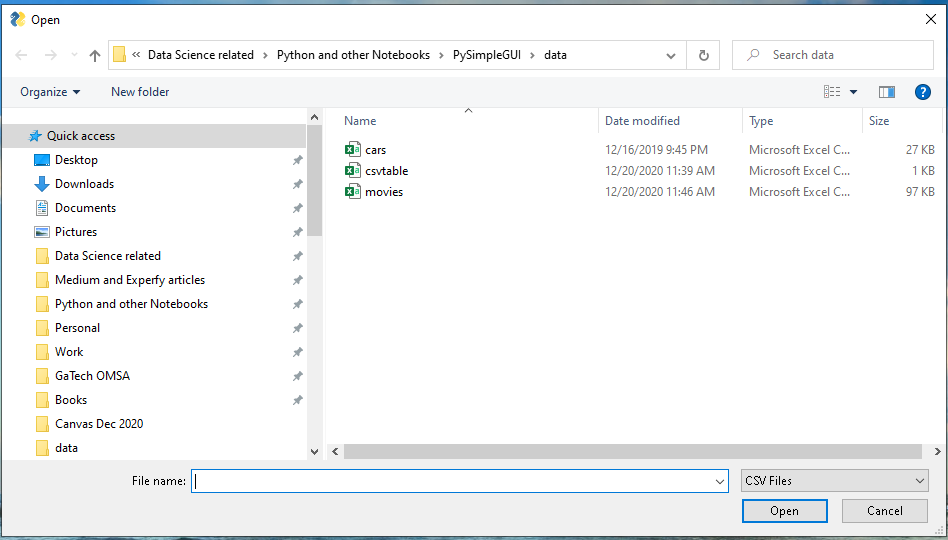 Open
« Data Science related › Python and other Notebooks › PySimpleGUI › data
Search data
Organize
New folder
Name Date modified Type Size
Quick access
Desktop
Downloads
Documents
Pictures
Data Science related
Medium and Experfy articles
Python and other Notebooks
Personal
Work
GaTech OMSA
Books
Canvas Dec 2020
data
cars 12/16/2019 9:45 PM Microsoft Excel C... 27 KB
csvtable 12/20/2020 11:39 AM Microsoft Excel C... 1 KB
movies 12/20/2020 11:46 AM Microsoft Excel C... 97 KB
File name:
CSV Files
Open
Cancel